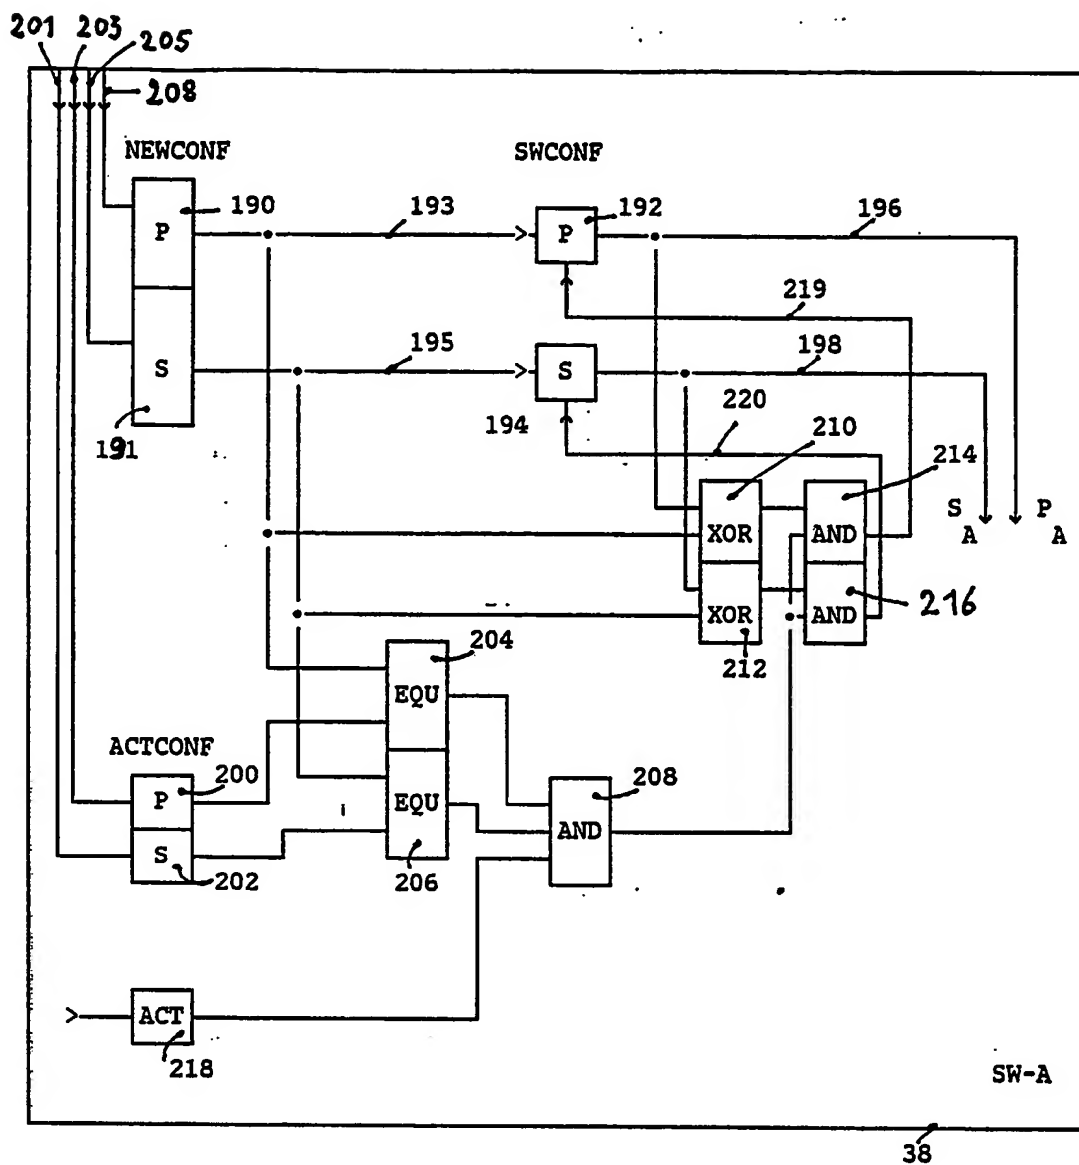 201 203 205
208
NEWCONF SWCONF
190 193 192 196
P P
219
195 198
S S
194 220 210
191 214
S A P A
XOR AND
216
XOR AND
204 212
EQU
ACTCONF
200 208
P EQU
AND
S
202 206
ACT
218
SW-A
38